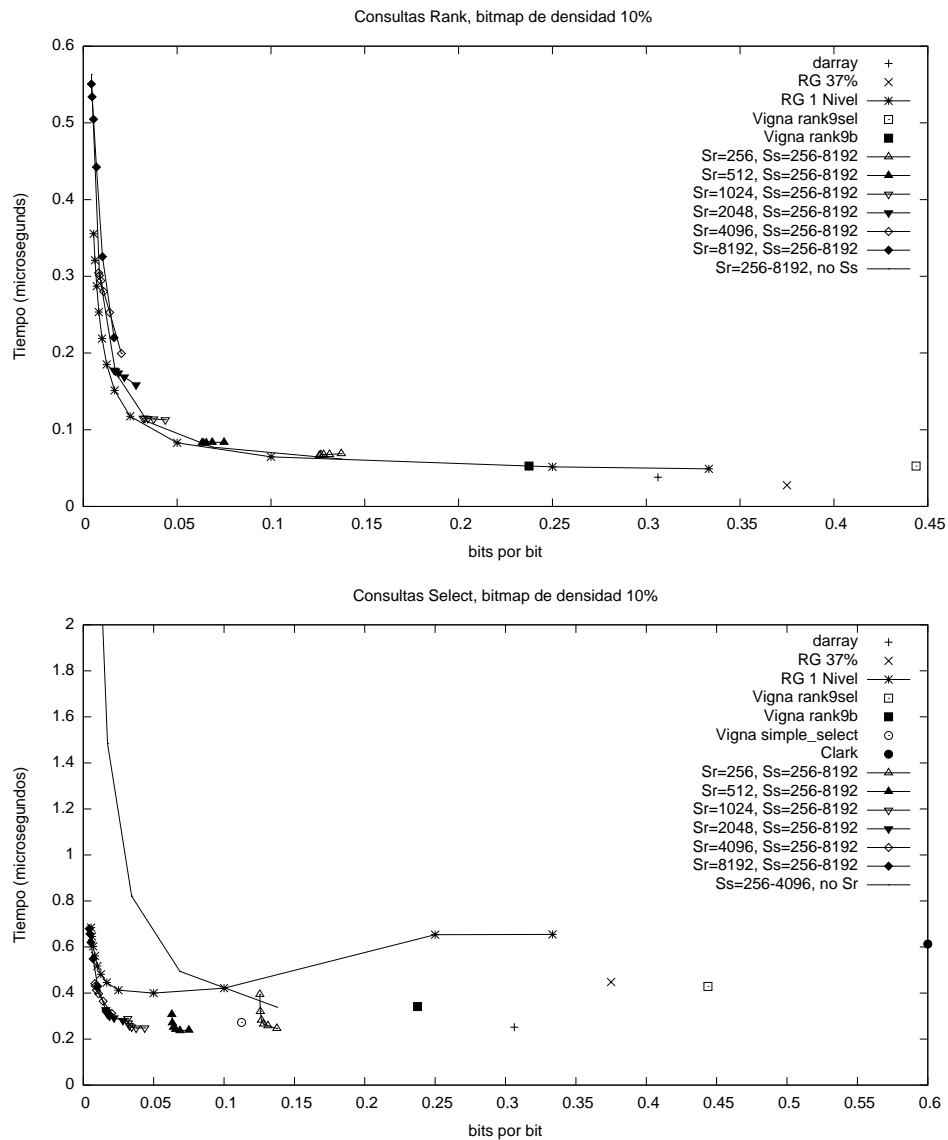 Consultas Rank, bitmap de densidad 10%
0.6
0.5
0.4
0.3
0.2
0.1
0
Tiempo (microsegunds)
darray
RG 37%
RG 1 Nivel
Vigna rank9sel
Vigna rank9b
Sr=256, Ss=256-8192
Sr=512, Ss=256-8192
Sr=1024, Ss=256-8192
Sr=2048, Ss=256-8192
Sr=4096, Ss=256-8192
Sr=8192, Ss=256-8192
Sr=256-8192, no Ss
0 0.05 0.1 0.15 0.2 0.25 0.3 0.35 0.4 0.45
bits por bit
Consultas Select, bitmap de densidad 10%
2
1.8
1.6
1.4
1.2
1
0.8
0.6
0.4
0.2
0
Tiempo (microsegundos)
darray
RG 37%
RG 1 Nivel
Vigna rank9sel
Vigna rank9b
Vigna simple_select
Clark
Sr=256, Ss=256-8192
Sr=512, Ss=256-8192
Sr=1024, Ss=256-8192
Sr=2048, Ss=256-8192
Sr=4096, Ss=256-8192
Sr=8192, Ss=256-8192
Ss=256-4096, no Sr
0 0.05 0.1 0.15 0.2 0.25 0.3 0.35 0.4 0.45 0.5 0.55 0.6
bits por bit